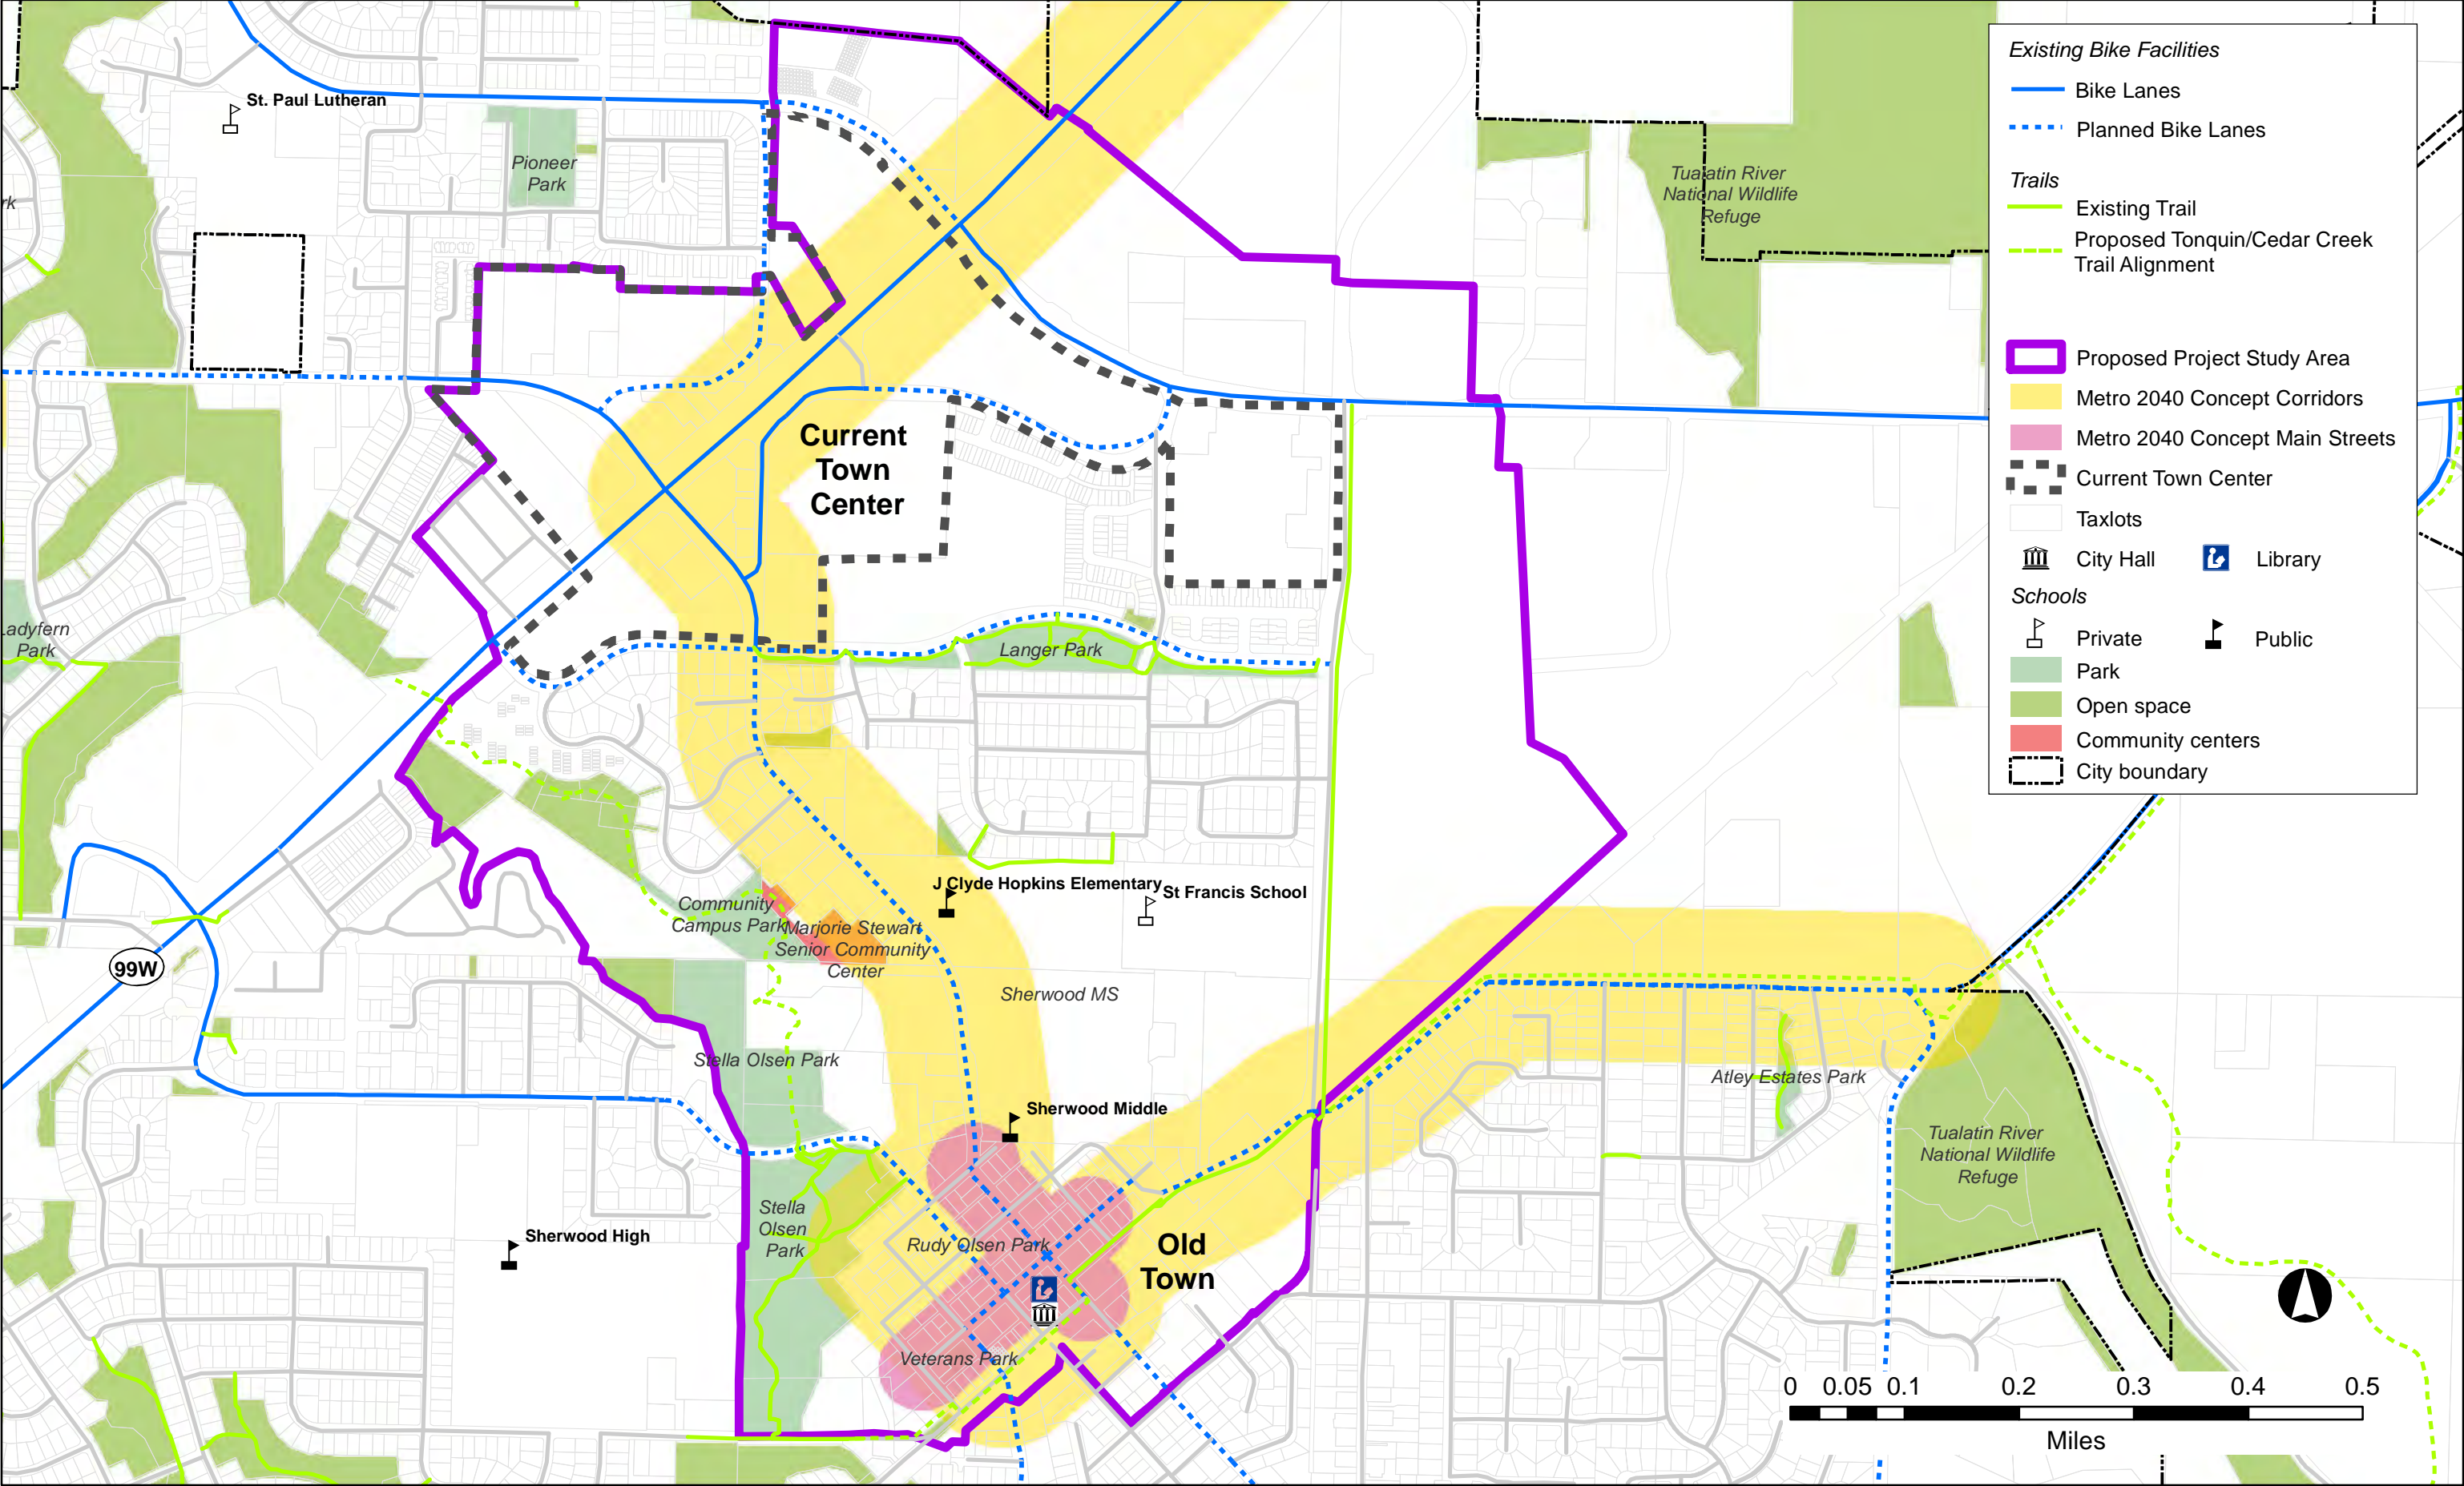 St. Paul Lutheran
Pioneer
Park
rk
Tualatin River
National Wildlife
Refuge
Current
Town
Center
Ladyfern
Park
Langer Park
J Clyde Hopkins Elementary
St Francis School
Community
Campus Park
Marjorie Stewart
Senior Community
Center
99W
Sherwood MS
Stella Olsen Park
Sherwood Middle
Atley Estates Park
Tualatin River
National Wildlife
Refuge
Stella
Olsen
Park
Sherwood High
Rudy Olsen Park
Old
Town
Veterans Park
Existing Bike Facilities
Bike Lanes
Planned Bike Lanes
Trails
Existing Trail
Proposed Tonquin/Cedar Creek
Trail Alignment
Proposed Project Study Area
Metro 2040 Concept Corridors
Metro 2040 Concept Main Streets
Current Town Center
Taxlots
City Hall Library
Schools
Private Public
Park
Open space
Community centers
City boundary
0 0.05 0.1 0.2 0.3 0.4 0.5
Miles